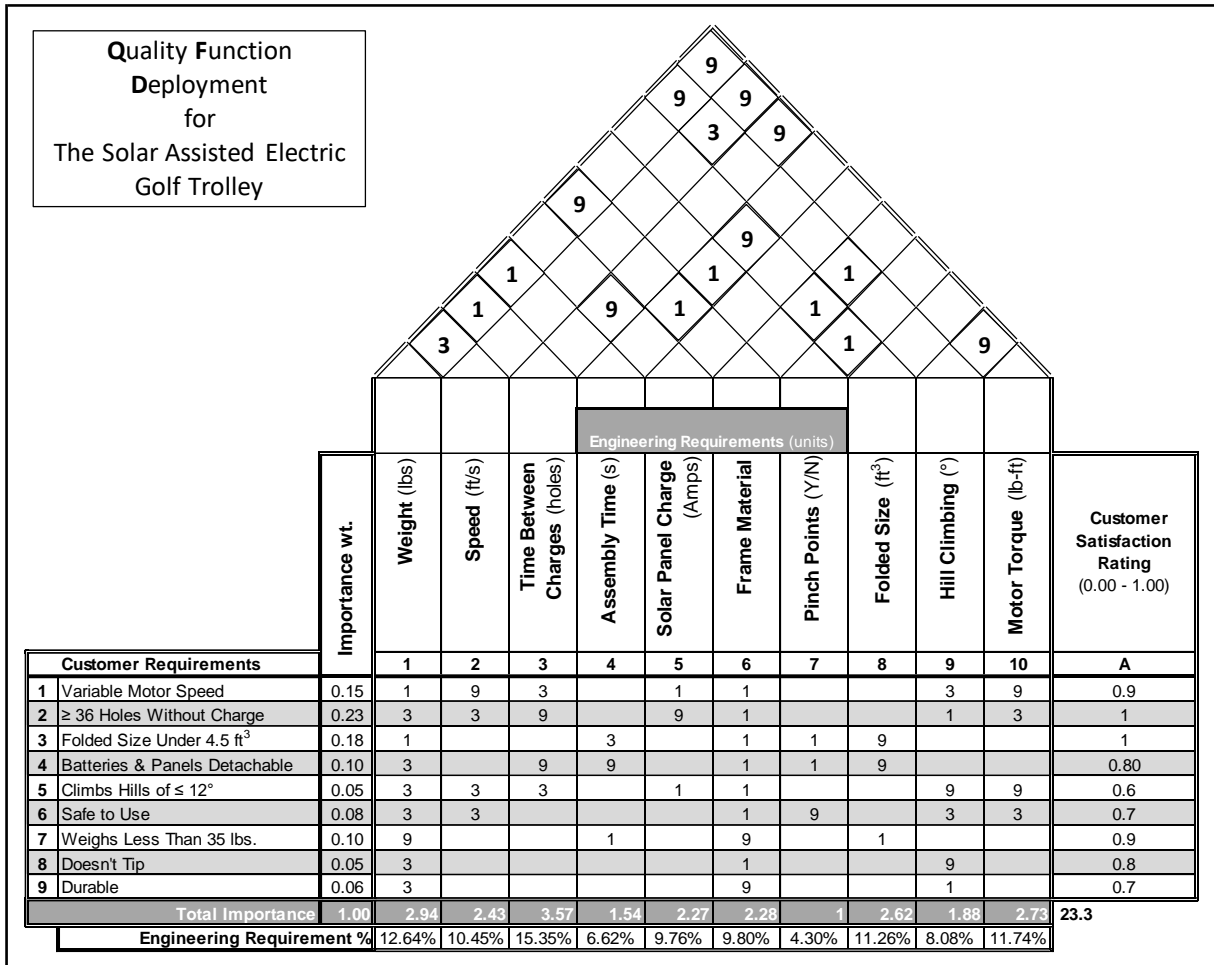 Quality Function
Deployment
for
The Solar Assisted Electric
Golf Trolley
9
9 9
3 9
9
9
1 1 1
1 9 1 1
3 1 9
Engineering Requirements (units)
Importance wt.
Weight (lbs)
Speed (ft/s)
Time Between
Charges (holes)
Assembly Time (s)
Solar Panel Charge
(Amps)
Frame Material
Pinch Points (Y/N)
Folded Size (ft³)
Hill Climbing (°)
Motor Torque (lb-ft)
Customer
Satisfaction
Rating
(0.00 - 1.00)
Customer Requirements 1 2 3 4 5 6 7 8 9 10 A
1 Variable Motor Speed 0.15 1 9 3 1 1 3 9 0.9
2 ≥ 36 Holes Without Charge 0.23 3 3 9 9 1 1 3 1
3 Folded Size Under 4.5 ft³ 0.18 1 3 1 1 9 1
4 Batteries & Panels Detachable 0.10 3 9 9 1 1 9 0.80
5 Climbs Hills of ≤ 12° 0.05 3 3 3 1 1 9 9 0.6
6 Safe to Use 0.08 3 3 1 9 3 3 0.7
7 Weighs Less Than 35 lbs. 0.10 9 1 9 1 0.9
8 Doesn't Tip 0.05 3 1 9 0.8
9 Durable 0.06 3 9 1 0.7
Total Importance 1.00 2.94 2.43 3.57 1.54 2.27 2.28 1 2.62 1.88 2.73 23.3
Engineering Requirement % 12.64% 10.45% 15.35% 6.62% 9.76% 9.80% 4.30% 11.26% 8.08% 11.74%